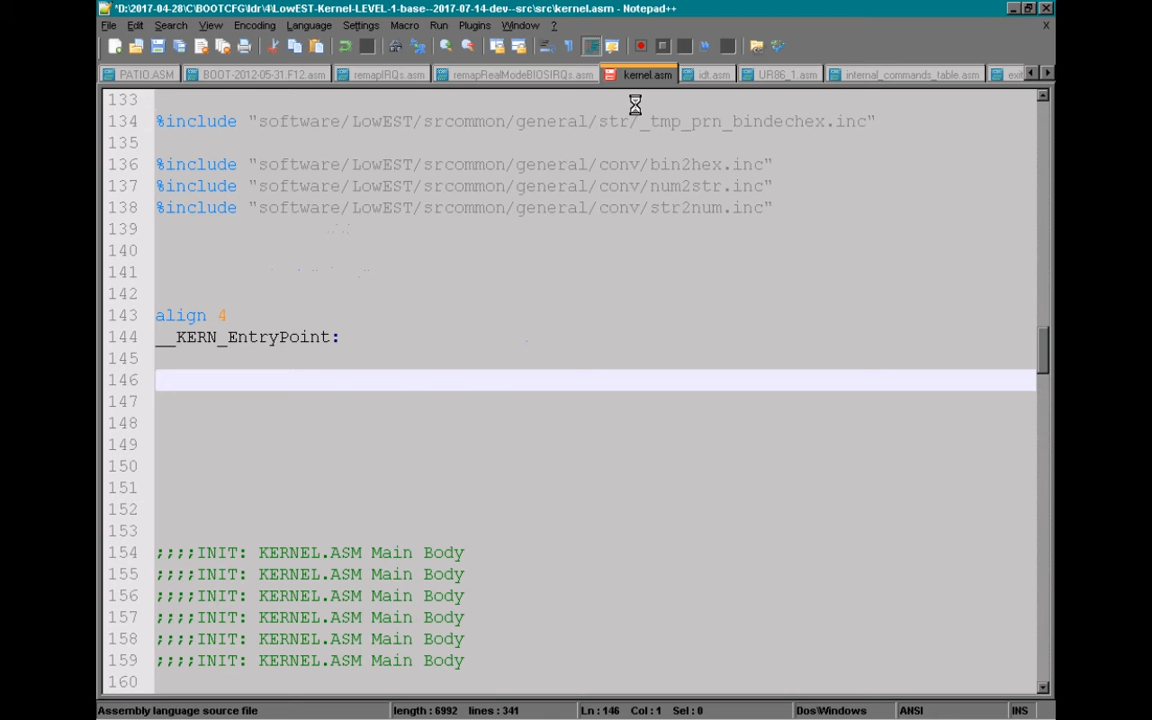 *D:\2017-04-28\C\BOOTCFG\ldr\4\LowEST-Kernel-LEVEL-1-base--2017-07-14-dev--src\src\kernel.asm - Notepad++
File Edit Search View Encoding Language Settings Macro Run Plugins Window ? X
PATIO.ASM BOOT-2012-05-31.F12.asm remapIRQs.asm remapRealModeBIOSIRQs.asm kernel.asm idt.asm UR86_1.asm internal_commands_table.asm exit
133
134 %include "software/LowEST/srcommon/general/str/_tmp_prn_bindechex.inc"
135
136 %include "software/LowEST/srcommon/general/conv/bin2hex.inc"
137 %include "software/LowEST/srcommon/general/conv/num2str.inc"
138 %include "software/LowEST/srcommon/general/conv/str2num.inc"
139
140
141
142
143 align 4
144 __KERN_EntryPoint:
145
146
147
148
149
150
151
152
153
154 ;;;;INIT: KERNEL.ASM Main Body
155 ;;;;INIT: KERNEL.ASM Main Body
156 ;;;;INIT: KERNEL.ASM Main Body
157 ;;;;INIT: KERNEL.ASM Main Body
158 ;;;;INIT: KERNEL.ASM Main Body
159 ;;;;INIT: KERNEL.ASM Main Body
160
Assembly language source file length : 6992 lines : 341 Ln : 146 Col : 1 Sel : 0 Dos\Windows ANSI INS